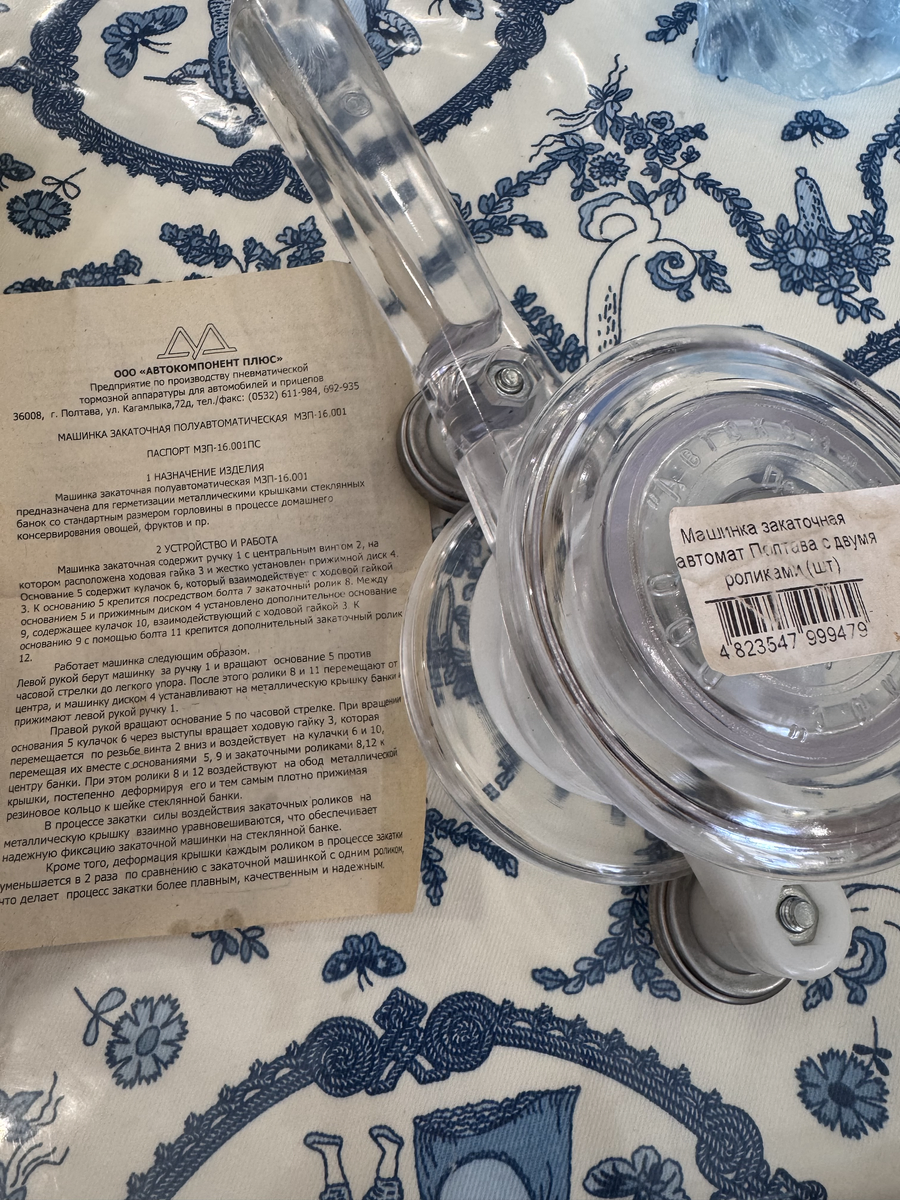 ООО «АВТОКОМПОНЕНТ ПЛЮС»
Предприятие по производству пневматической
тормозной аппаратуры для автомобилей и прицепов
36008, г. Полтава, ул. Кагамлыка,72д, тел./факс: (0532) 611-984, 692-935
МАШИНКА ЗАКАТОЧНАЯ ПОЛУАВТОМАТИЧЕСКАЯ МЗП-16.001
ПАСПОРТ МЗП-16.001ПС
1 НАЗНАЧЕНИЕ ИЗДЕЛИЯ
Машинка закаточная полуавтоматическая МЗП-16.001
предназначена для герметизации металлическими крышками стеклянных
банок со стандартным размером горловины в процессе домашнего
консервирования овощей, фруктов и пр.
2 УСТРОЙСТВО И РАБОТА
Машинка закаточная содержит ручку 1 с центральным винтом 2, на
котором расположена ходовая гайка 3 и жестко установлен прижимной диск 4.
Основание 5 содержит кулачок 6, который взаимодействует с ходовой гайкой
3. К основанию 5 крепится посредством болта 7 закаточный ролик 8. Между
основанием 5 и прижимным диском 4 установлено дополнительное основание
9, содержащее кулачок 10, взаимодействующий с ходовой гайкой 3. К
основанию 9 с помощью болта 11 крепится дополнительный закаточный ролик
12.
Работает машинка следующим образом.
Левой рукой берут машинку за ручку 1 и вращают основание 5 против
часовой стрелки до легкого упора. После этого ролики 8 и 11 перемещают от
центра, и машинку диском 4 устанавливают на металлическую крышку банки и
прижимают левой рукой ручку 1.
Правой рукой вращают основание 5 по часовой стрелке. При вращении
основания 5 кулачок 6 через выступы вращает ходовую гайку 3, которая
перемещается по резьбе винта 2 вниз и воздействует на кулачки 6 и 10,
перемещая их вместе с основаниями 5, 9 и закаточными роликами 8,12 к
центру банки. При этом ролики 8 и 12 воздействуют на обод металлической
крышки, постепенно деформируя его и тем самым плотно прижимая
резиновое кольцо к шейке стеклянной банки.
В процессе закатки силы воздействия закаточных роликов на
металлическую крышку взаимно уравновешиваются, что обеспечивает
надежную фиксацию закаточной машинки на стеклянной банке.
Кроме того, деформация крышки каждым роликом в процессе закатки
уменьшается в 2 раза по сравнению с закаточной машинкой с одним роликом,
что делает процесс закатки более плавным, качественным и надежным.
Машинка закаточная
автомат Полтава с двумя
роликами (шт)
4 823547 999479